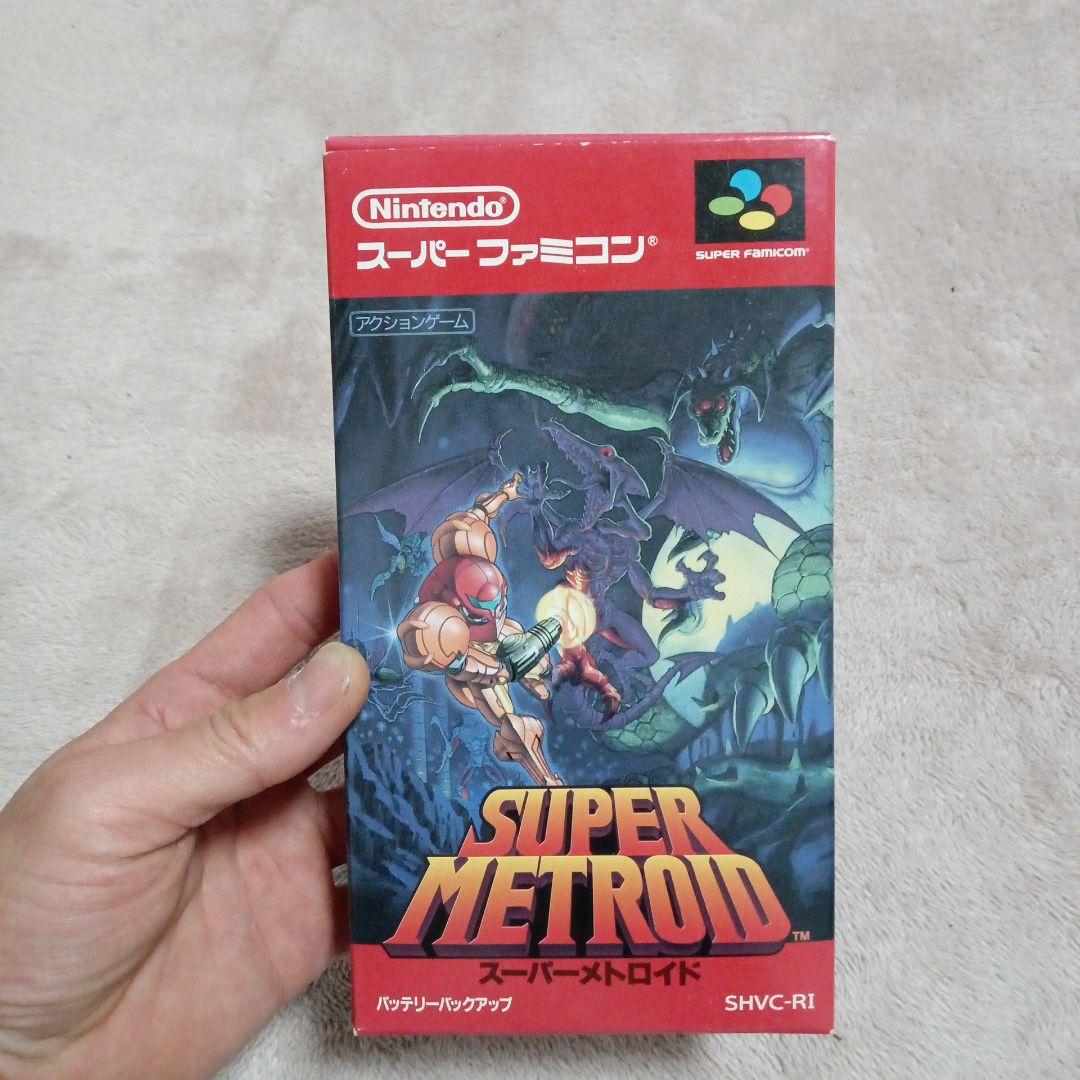 Nintendo®
スーパーファミコン®
SUPER FAMICOM®
アクションゲーム
SUPER
METROID™
スーパーメトロイド
バッテリーバックアップ
SHVC-RI